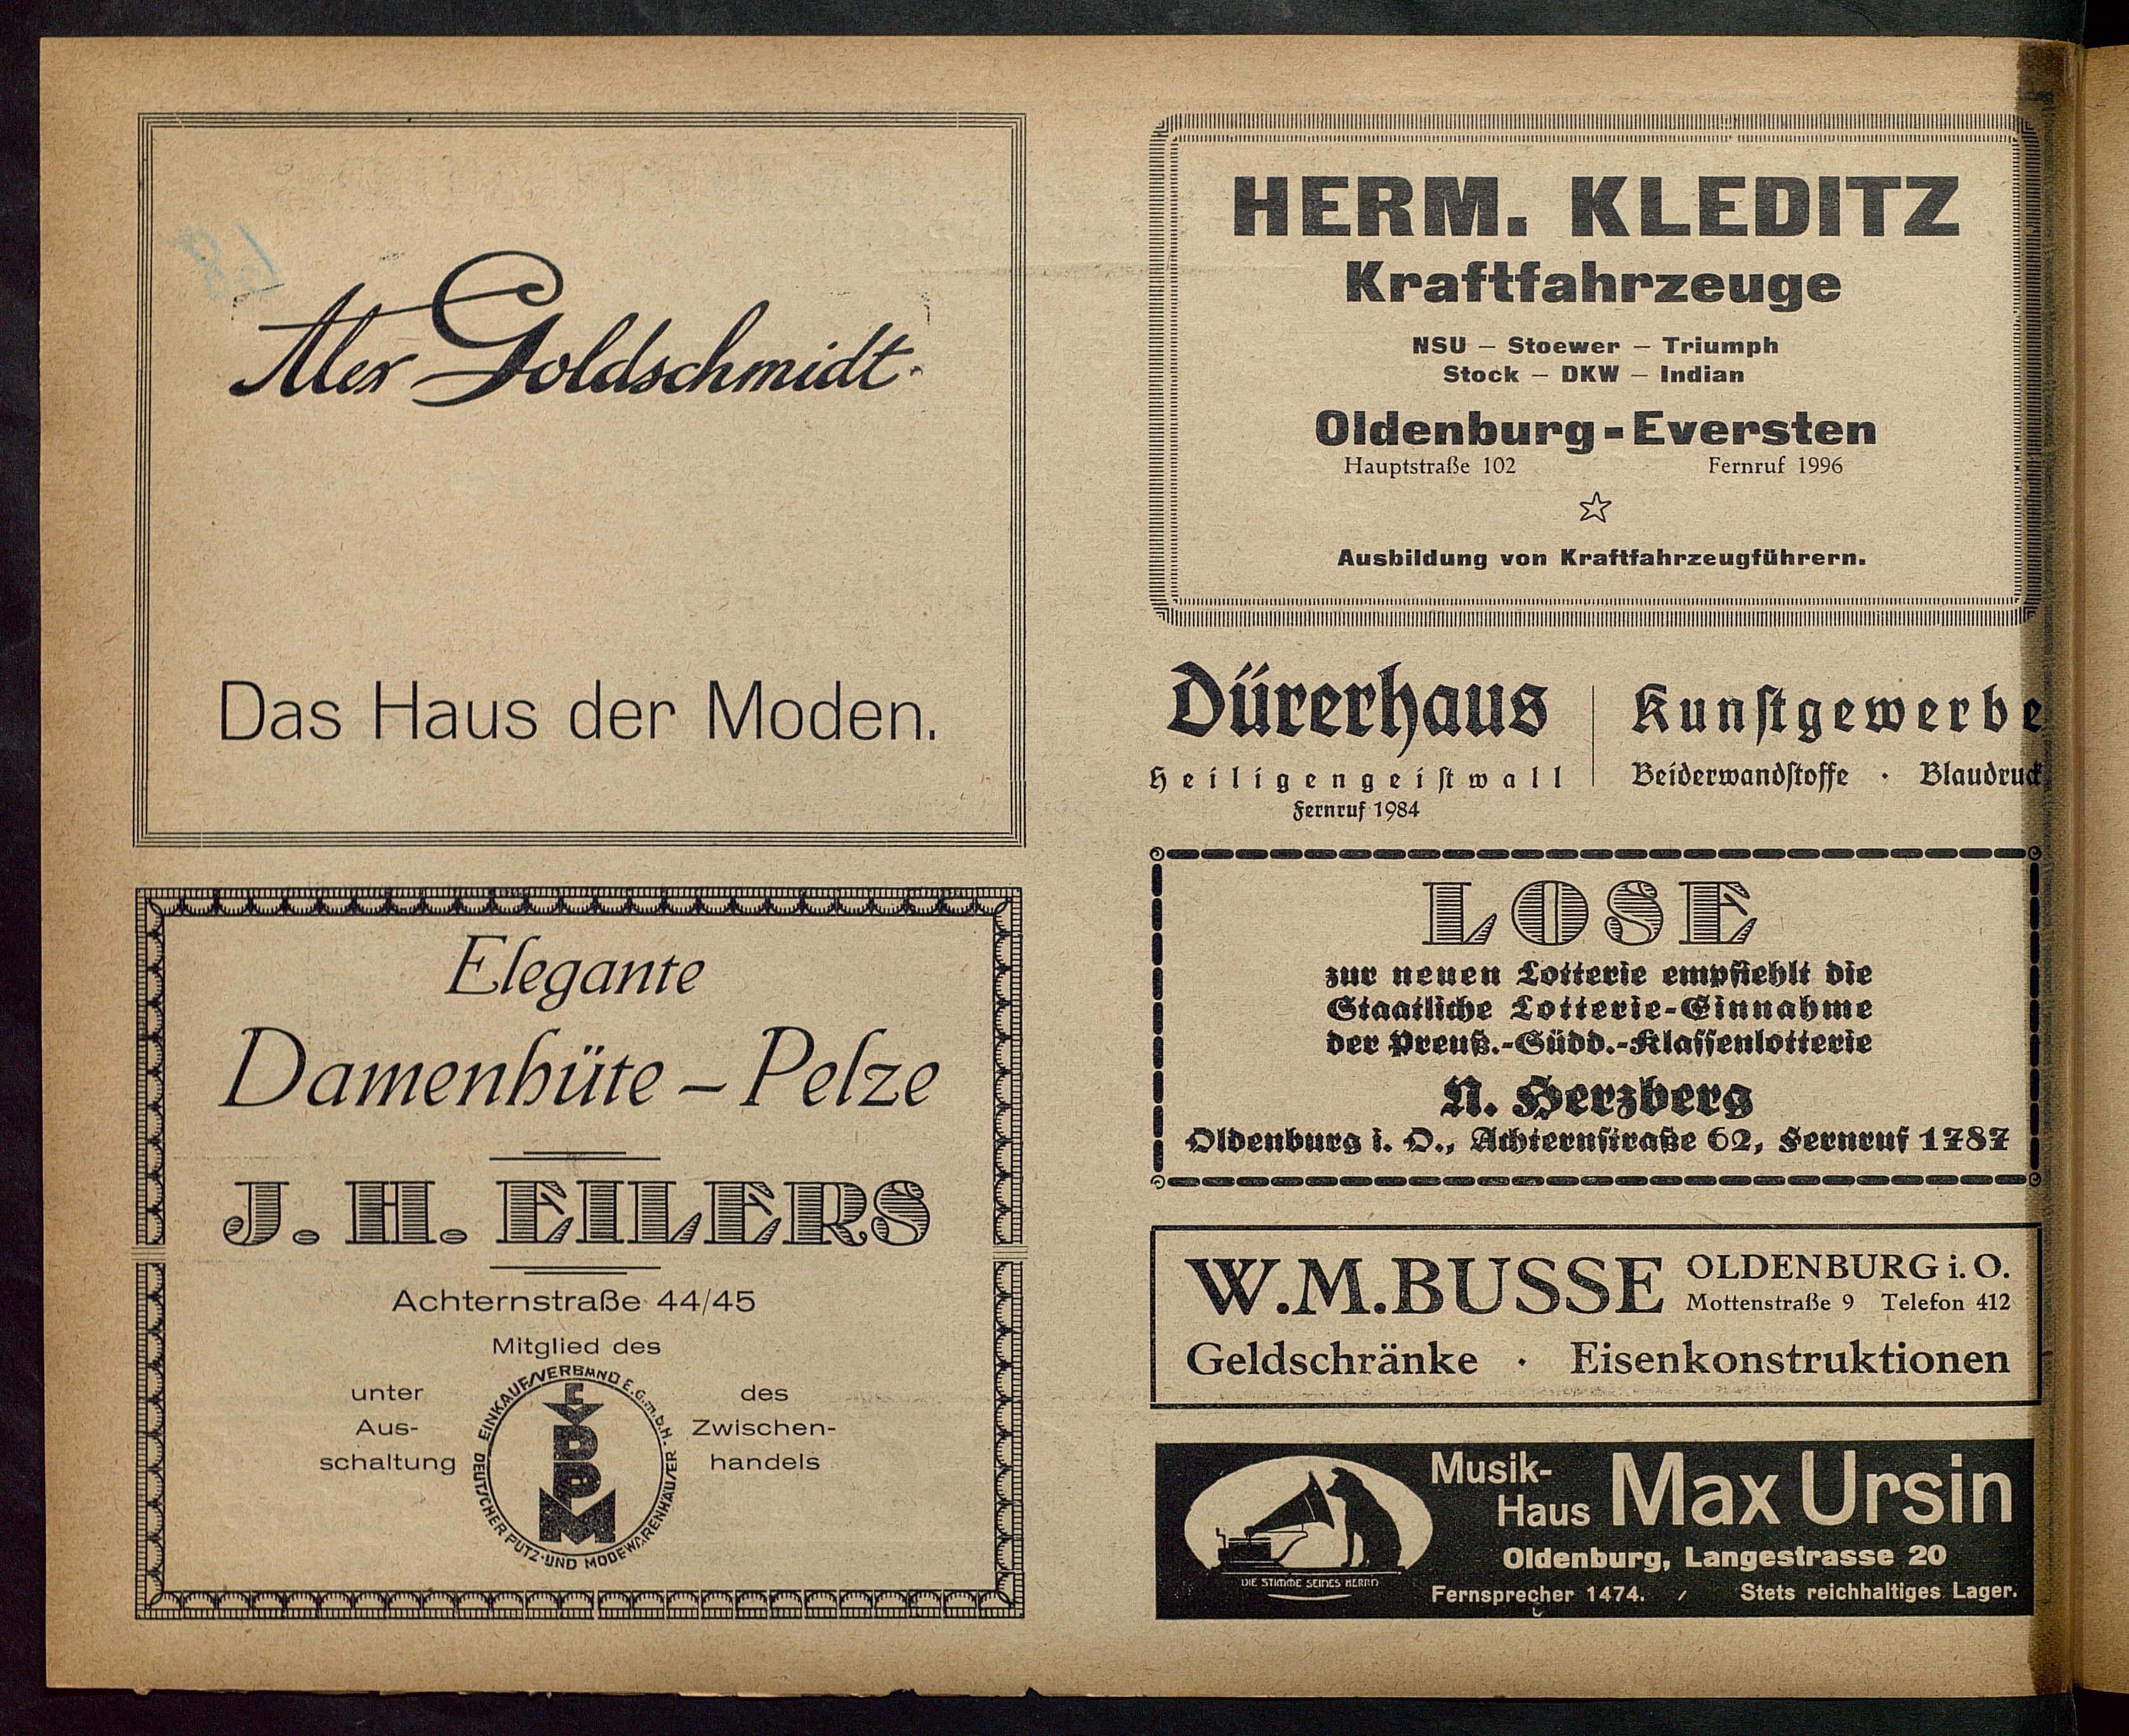 Alex Goldschmidt.
Das Haus der Moden.
Elegante
Damenhüte – Pelze
J. H. EILERS
Achternstraße 44/45
Mitglied des
unter
Aus-
schaltung
DEUTSCHER PUTZ-UND MODEWARENHÄUSER EINKAUFSVERBAND E.G.m.b.H.
EVDPM
des
Zwischen-
handels
HERM. KLEDITZ
Kraftfahrzeuge
NSU – Stoewer – Triumph
Stock – DKW – Indian
Oldenburg-Eversten
Hauptstraße 102 Fernruf 1996
Ausbildung von Kraftfahrzeugführern.
Dürerhaus
Heiligengeistwall
Fernruf 1984
Kunstgewerbe
Beiderwandstoffe · Blaudruck
LOSE
zur neuen Lotterie empfiehlt die
Staatliche Lotterie-Einnahme
der Preuß.-Südd.-Klassenlotterie
N. Herzberg
Oldenburg i. O., Achternstraße 62, Fernruf 1787
W.M.BUSSE OLDENBURG i. O.
Mottenstraße 9 Telefon 412
Geldschränke · Eisenkonstruktionen
DIE STIMME SEINES HERRN
Musik-
Haus Max Ursin
Oldenburg, Langestrasse 20
Fernsprecher 1474. / Stets reichhaltiges Lager.